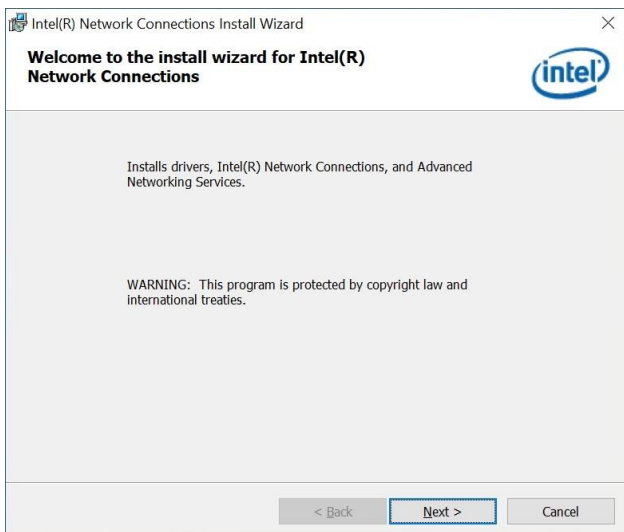 Intel(R) Network Connections Install Wizard
Welcome to the install wizard for Intel(R)
Network Connections
intel
Installs drivers, Intel(R) Network Connections, and Advanced
Networking Services.
WARNING:  This program is protected by copyright law and
international treaties.
< Back
Next >
Cancel